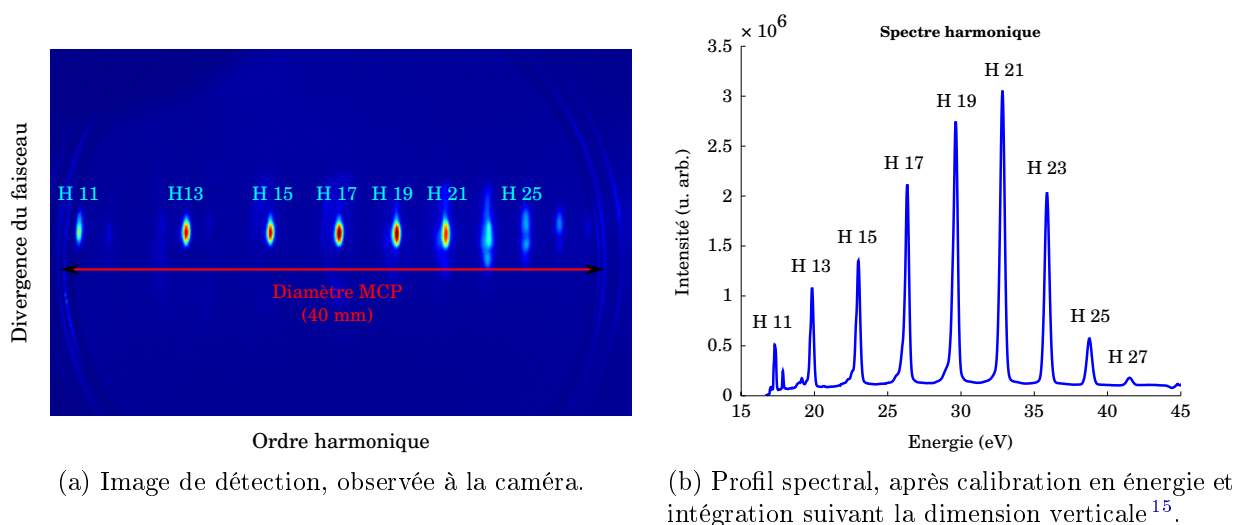 Divergence du faisceau
H 11
H13
H 15
H 17
H 19
H 21
H 25
Diamètre MCP
(40 mm)
Ordre harmonique
(a) Image de détection, observée à la caméra.
× 10⁶
Spectre harmonique
3.5
3
2.5
2
1.5
1
0.5
0
Intensité (u. arb.)
H 11
H 13
H 15
H 17
H 19
H 21
H 23
H 25
H 27
15
20
25
30
35
40
45
Energie (eV)
(b) Profil spectral, après calibration en énergie et
intégration suivant la dimension verticale ¹⁵.